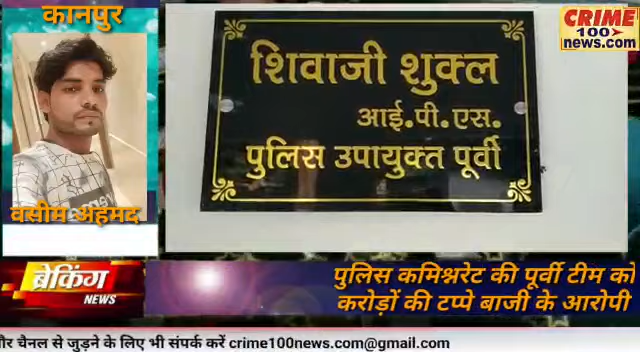 कानपुर
CRIME
100
news.com
शिवाजी शुक्ल
आई.पी.एस.
पुलिस उपायुक्त पूर्वी
वसीम अहमद
ब्रेकिंग
NEWS
पुलिस कमिश्नरेट की पूर्वी टीम को
करोड़ों की टप्पे बाजी के आरोपी
और चैनल से जुड़ने के लिए भी संपर्क करें crime100news.com@gmail.com